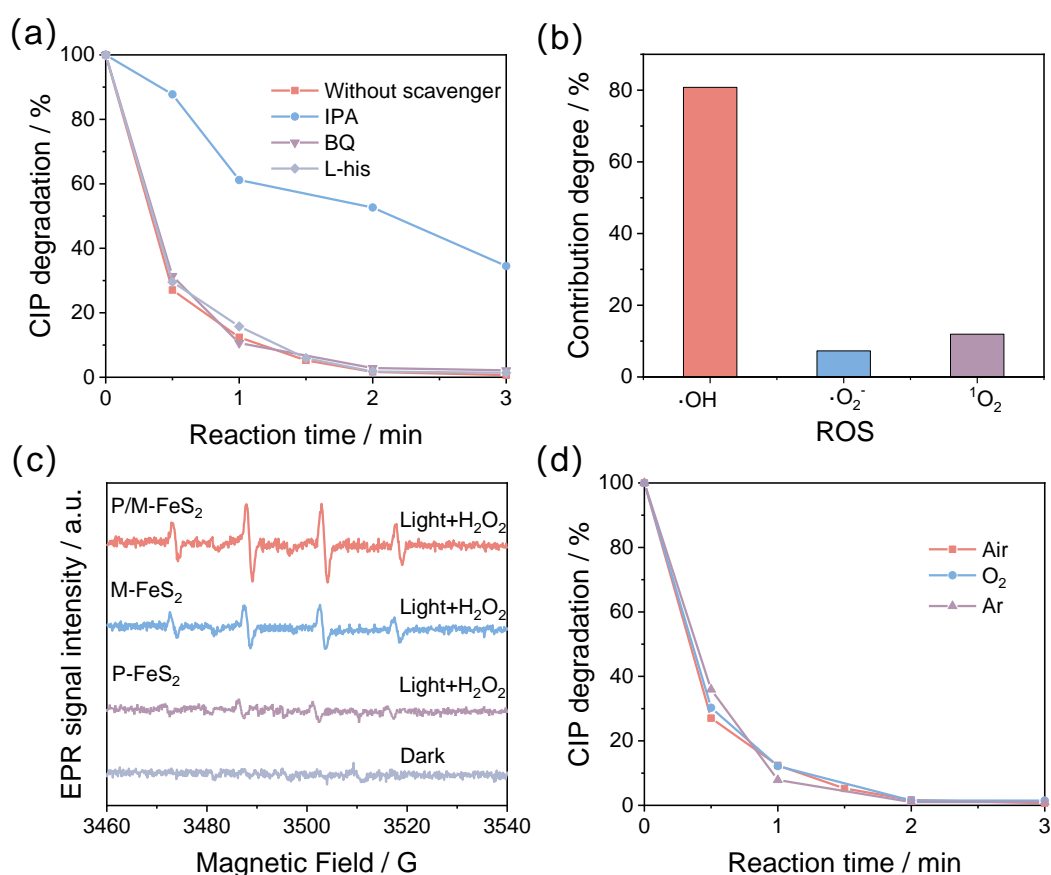 (a)
CIP degradation / %
100
80
60
40
20
0
Without scavenger
IPA
BQ
L-his
0 1 2 3
Reaction time / min
(b)
Contribution degree / %
80
60
40
20
0
·OH ·O₂⁻ ¹O₂
ROS
(c)
EPR signal intensity / a.u.
P/M-FeS₂ Light+H₂O₂
M-FeS₂ Light+H₂O₂
P-FeS₂ Light+H₂O₂
Dark
3460 3480 3500 3520 3540
Magnetic Field / G
(d)
CIP degradation / %
100
80
60
40
20
0
Air
O₂
Ar
0 1 2 3
Reaction time / min